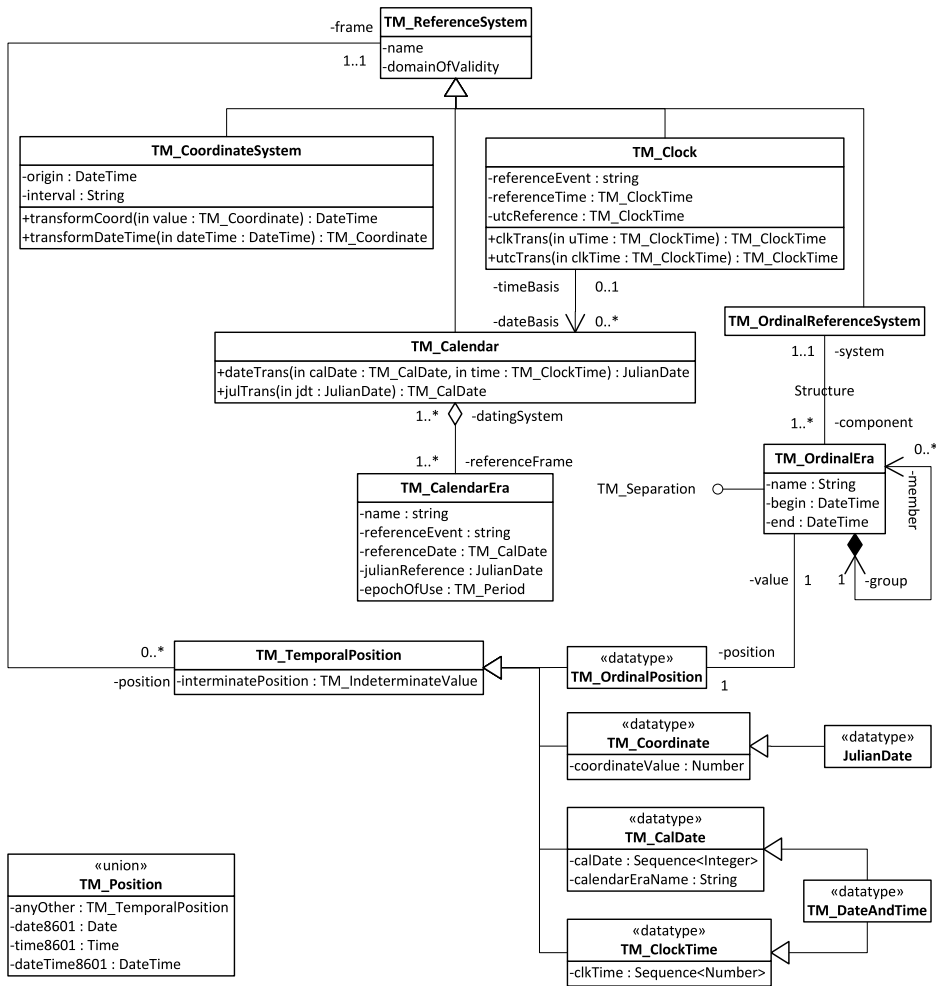 TM_ReferenceSystem
-name
-domainOfValidity
-frame
1..1
TM_CoordinateSystem
-origin : DateTime
-interval : String
+transformCoord(in value : TM_Coordinate) : DateTime
+transformDateTime(in dateTime : DateTime) : TM_Coordinate
TM_Clock
-referenceEvent : string
-referenceTime : TM_ClockTime
-utcReference : TM_ClockTime
+clkTrans(in uTime : TM_ClockTime) : TM_ClockTime
+utcTrans(in clkTime : TM_ClockTime) : TM_ClockTime
-timeBasis
0..1
-dateBasis
0..*
TM_OrdinalReferenceSystem
1..1
-system
Structure
1..*
-component
TM_Calendar
+dateTrans(in calDate : TM_CalDate, in time : TM_ClockTime) : JulianDate
+julTrans(in jdt : JulianDate) : TM_CalDate
1..*
-datingSystem
1..*
-referenceFrame
TM_CalendarEra
-name : string
-referenceEvent : string
-referenceDate : TM_CalDate
-julianReference : JulianDate
-epochOfUse : TM_Period
TM_Separation
TM_OrdinalEra
-name : String
-begin : DateTime
-end : DateTime
0..*
-member
-value
1
1
-group
0..*
-position
TM_TemporalPosition
-interminatePosition : TM_IndeterminateValue
«datatype»
TM_OrdinalPosition
-position
1
«datatype»
TM_Coordinate
-coordinateValue : Number
«datatype»
JulianDate
«datatype»
TM_CalDate
-calDate : Sequence<Integer>
-calendarEraName : String
«datatype»
TM_DateAndTime
«datatype»
TM_ClockTime
-clkTime : Sequence<Number>
«union»
TM_Position
-anyOther : TM_TemporalPosition
-date8601 : Date
-time8601 : Time
-dateTime8601 : DateTime